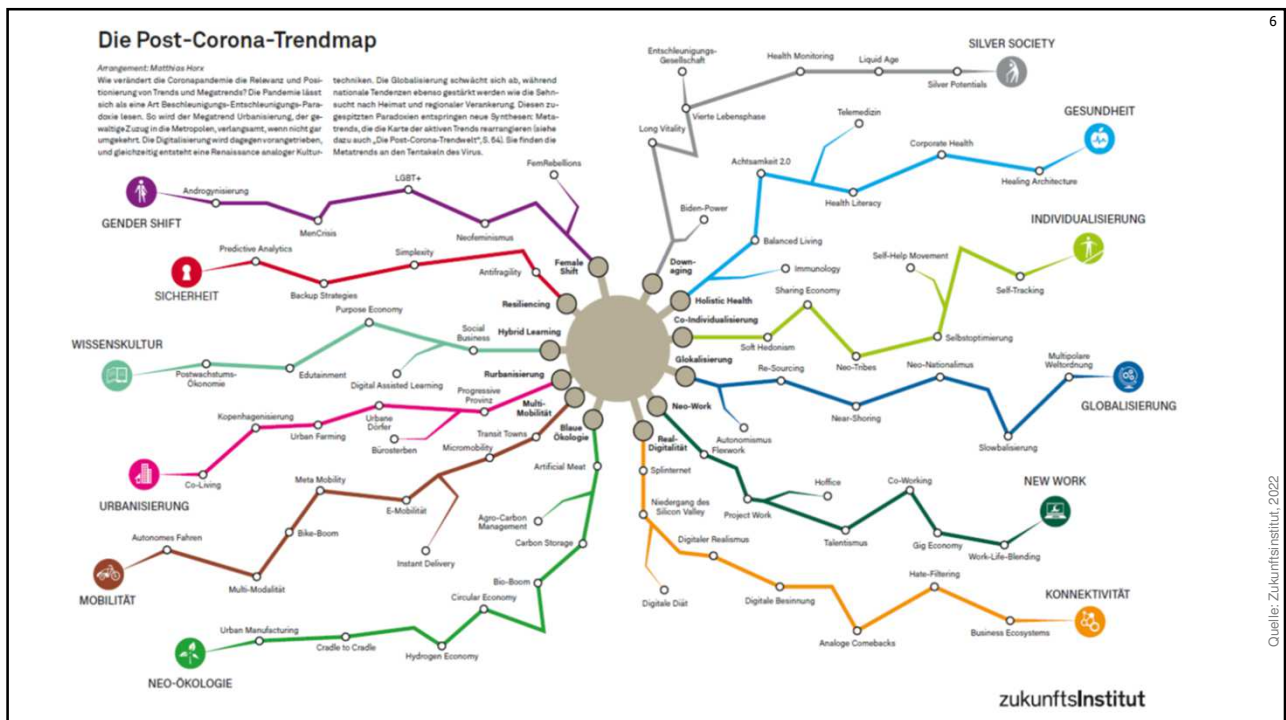 6
Die Post-Corona-Trendmap
Arrangement: Matthias Horx
Wie verändert die Coronapandemie die Relevanz und Posi-
tionierung von Trends und Megatrends? Die Pandemie lässt
sich als eine Art Beschleunigungs-Entschleunigungs-Para-
doxie lesen. So wird der Megatrend Urbanisierung, der ge-
waltige Zuzug in die Metropolen, verlangsamt, wenn nicht gar
umgekehrt. Die Digitalisierung wird dagegen vorangetrieben,
und gleichzeitig entsteht eine Renaissance analoger Kultur-
techniken. Die Globalisierung schwächt sich ab, während
nationale Tendenzen ebenso gestärkt werden wie die Sehn-
sucht nach Heimat und regionaler Verankerung. Diesen zu-
gespitzten Paradoxien entspringen neue Synthesen: Meta-
trends, die die Karte der aktiven Trends rearrangieren (siehe
dazu auch „Die Post-Corona-Trendwelt“, S. 64). Sie finden die
Metatrends an den Tentakeln des Virus.
GENDER SHIFT
Androgynisierung
MenCrisis
LGBT+
Neofeminismus
FemRebellions
Female
Shift
SICHERHEIT
Predictive Analytics
Backup Strategies
Simplexity
Antifragility
Resiliencing
WISSENSKULTUR
Postwachstums-
Ökonomie
Edutainment
Purpose Economy
Digital Assisted Learning
Social
Business
Hybrid Learning
URBANISIERUNG
Co-Living
Kopenhagenisierung
Urban Farming
Urbane
Dörfer
Bürosterben
Progressive
Provinz
Rurbanisierung
MOBILITÄT
Autonomes Fahren
Multi-Modalität
Bike-Boom
Meta Mobility
E-Mobilität
Instant Delivery
Micromobility
Transit Towns
Multi-
Mobilität
NEO-ÖKOLOGIE
Urban Manufacturing
Cradle to Cradle
Hydrogen Economy
Circular Economy
Bio-Boom
Carbon Storage
Agro-Carbon
Management
Artificial Meat
Blaue
Ökologie
SILVER SOCIETY
Silver Potentials
Liquid Age
Health Monitoring
Entschleunigungs-
Gesellschaft
Vierte Lebensphase
Long Vitality
Biden-Power
Down-
aging
GESUNDHEIT
Healing Architecture
Corporate Health
Health Literacy
Telemedizin
Achtsamkeit 2.0
Balanced Living
Immunology
Holistic Health
INDIVIDUALISIERUNG
Self-Tracking
Self-Help Movement
Selbstoptimierung
Neo-Tribes
Sharing Economy
Soft Hedonism
Co-Individualisierung
GLOBALISIERUNG
Multipolare
Weltordnung
Slowbalisierung
Neo-Nationalimus
Near-Shoring
Re-Sourcing
Autonomismus
Glokalisierung
NEW WORK
Work-Life-Blending
Gig Economy
Co-Working
Talentismus
Hoffice
Project Work
Flexwork
Neo-Work
KONNEKTIVITÄT
Business Ecosystems
Hate-Filtering
Analoge Comebacks
Digitale Besinnung
Digitaler Realismus
Digitale Diät
Niedergang des
Silicon Valley
Splinternet
Real-
Digitalität
Quelle: Zukunftsinstitut, 2022
zukunftsInstitut